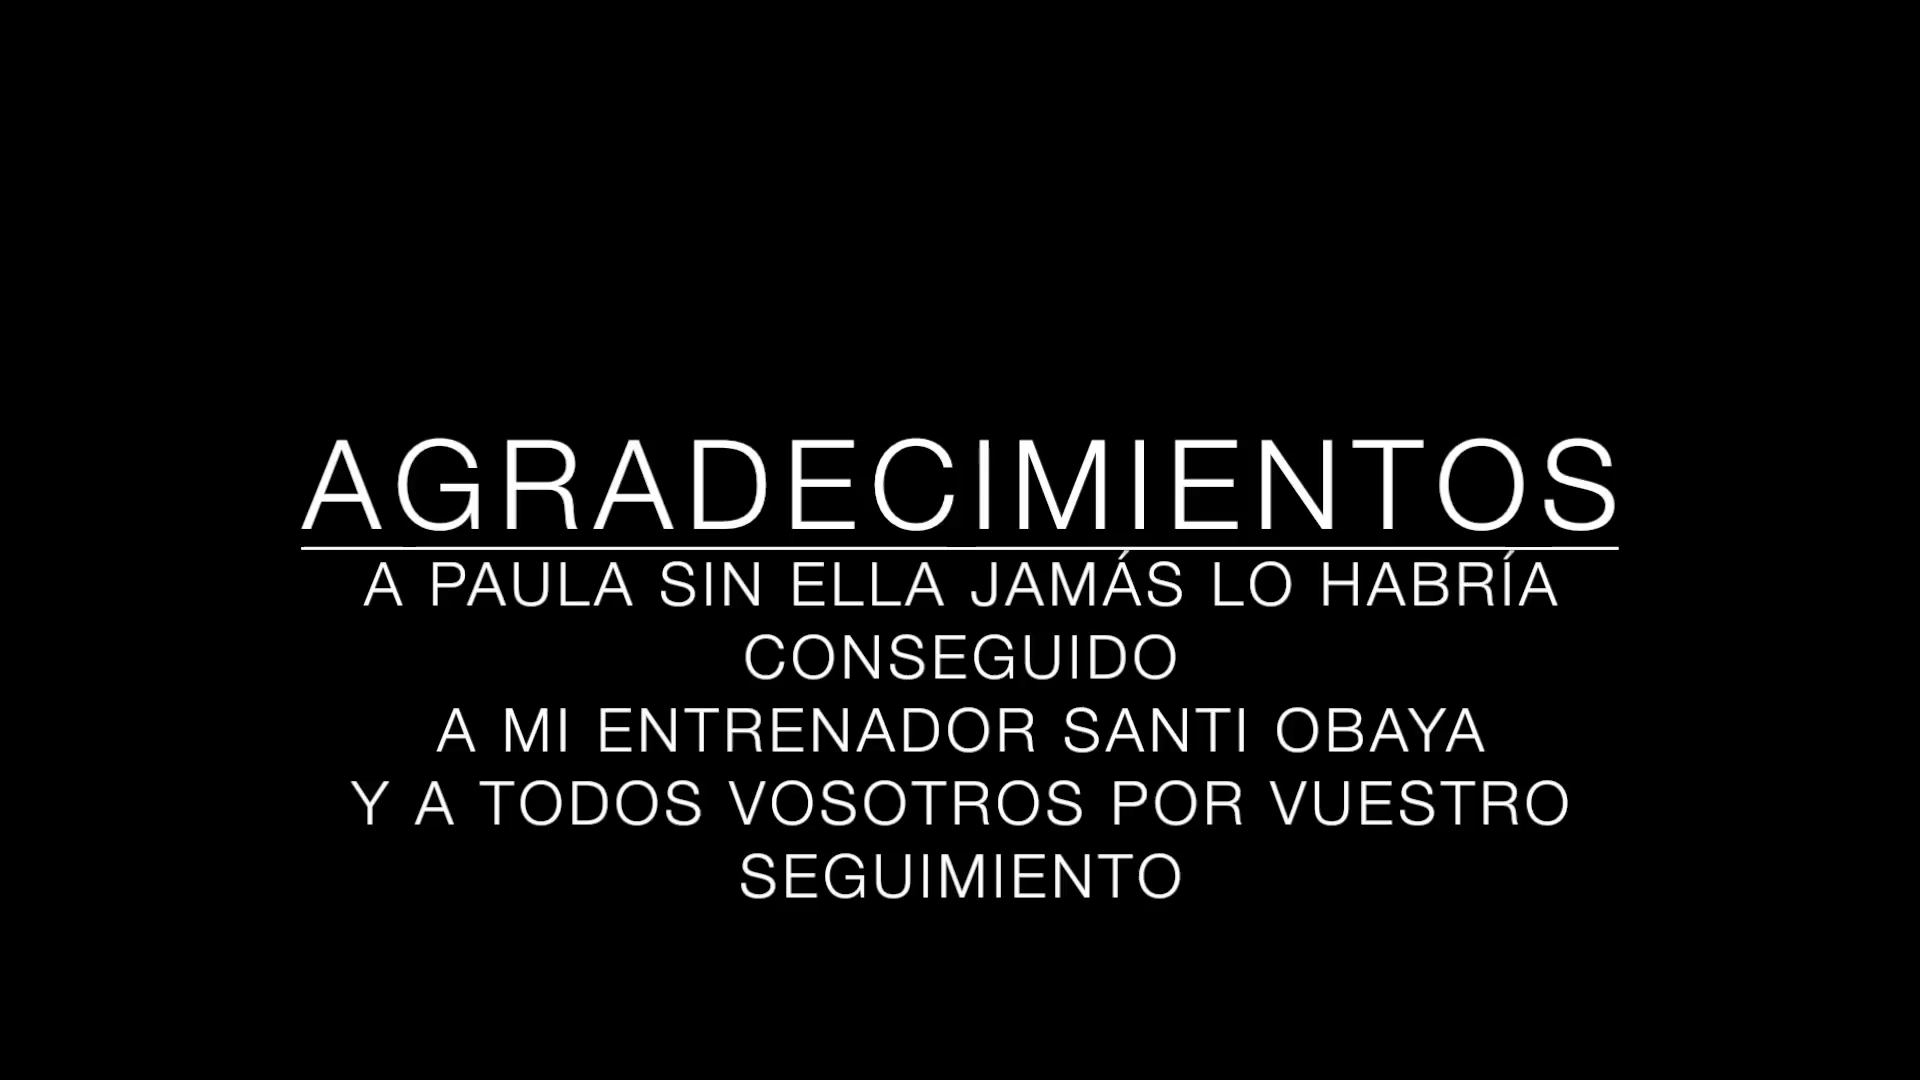 AGRADECIMIENTOS
A PAULA SIN ELLA JAMÁS LO HABRÍA
CONSEGUIDO
A MI ENTRENADOR SANTI OBAYA
Y A TODOS VOSOTROS POR VUESTRO
SEGUIMIENTO